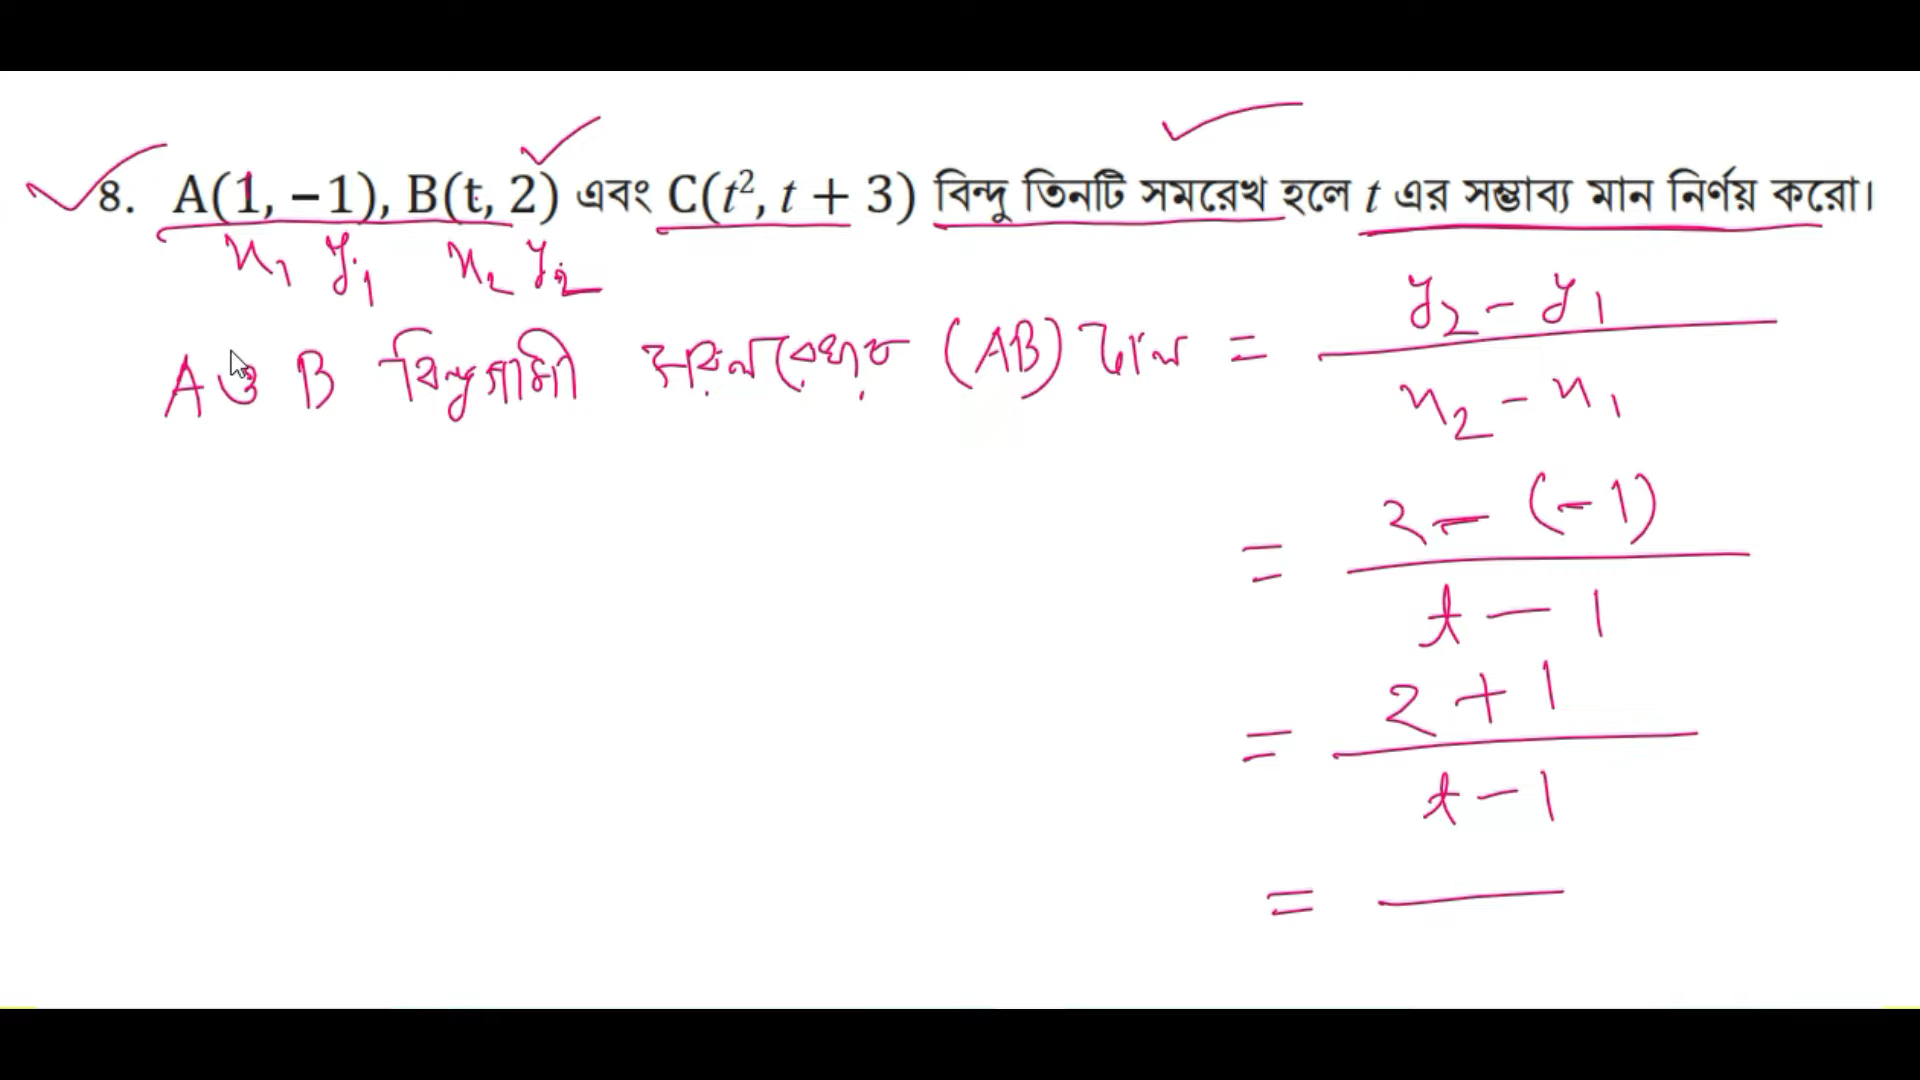 8. A(1, −1), B(t, 2) এবং C(t², t + 3) বিন্দু তিনটি সমরেখ হলে t এর সম্ভাব্য মান নির্ণয় করো।
x₁ y₁ x₂ y₂
A ও B বিন্দুগামী সরলরেখার (AB) ঢাল = (y₂ − y₁)/(x₂ − x₁)
= (2 − (−1))/(t − 1)
= (2 + 1)/(t − 1)
=